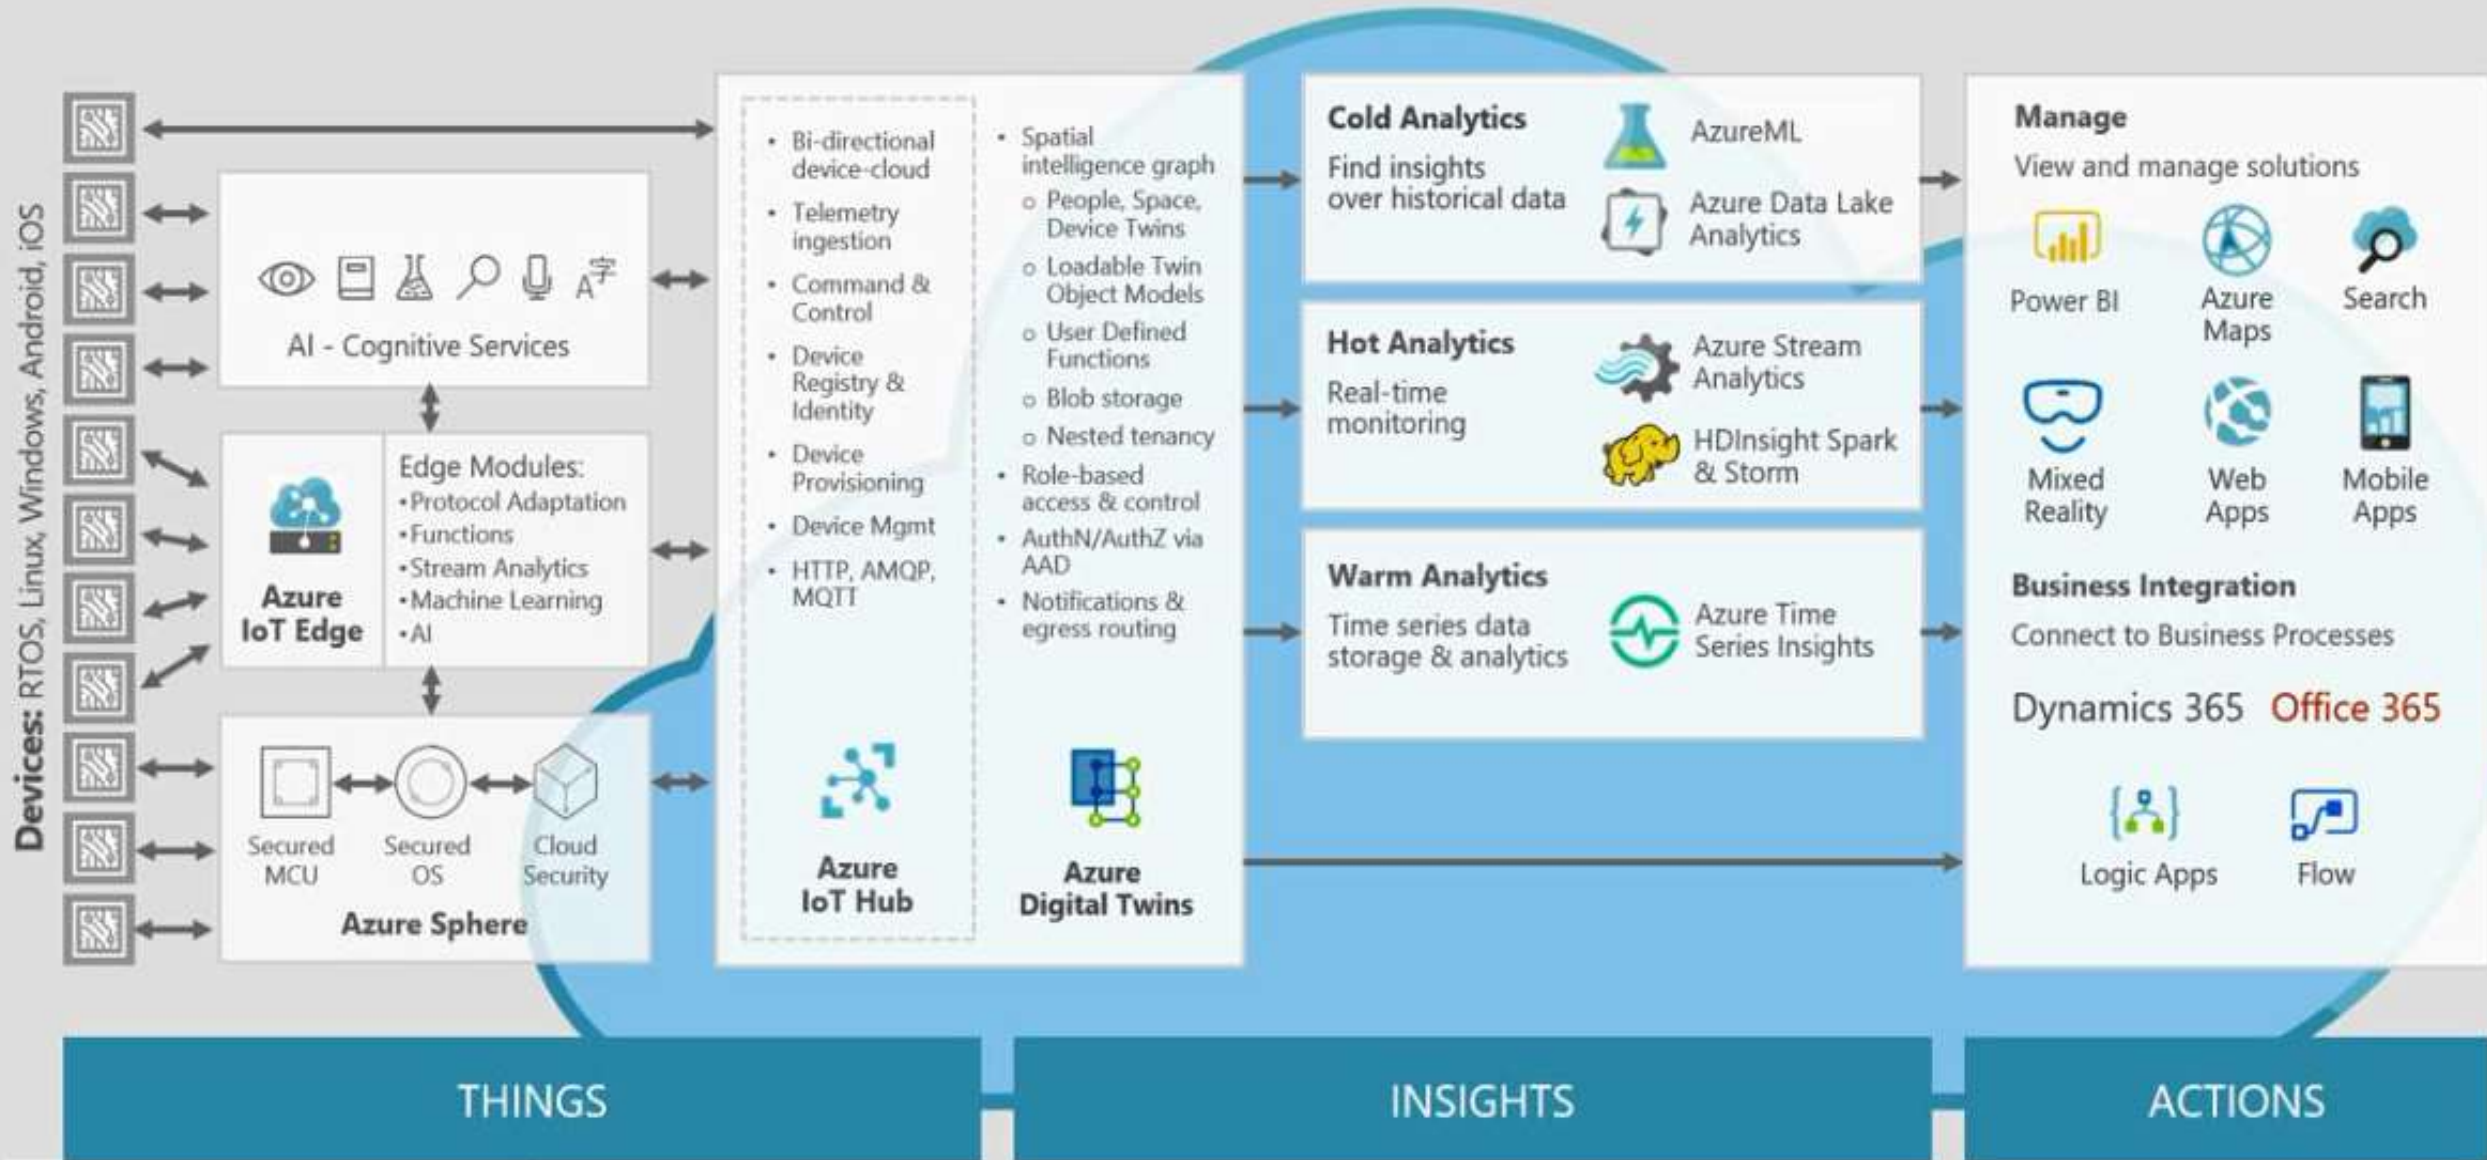 Devices: RTOS, Linux, Windows, Android, iOS
A字
AI - Cognitive Services
Azure
IoT Edge
Edge Modules:
•Protocol Adaptation
•Functions
•Stream Analytics
•Machine Learning
•AI
Secured
MCU
Secured
OS
Cloud
Security
Azure Sphere
• Bi-directional
device-cloud
• Telemetry
ingestion
• Command &
Control
• Device
Registry &
Identity
• Device
Provisioning
• Device Mgmt
• HTTP, AMQP,
MQTT
Azure
IoT Hub
• Spatial
intelligence graph
o People, Space,
Device Twins
o Loadable Twin
Object Models
o User Defined
Functions
o Blob storage
o Nested tenancy
• Role-based
access & control
• AuthN/AuthZ via
AAD
• Notifications &
egress routing
Azure
Digital Twins
Cold Analytics
Find insights
over historical data
AzureML
Azure Data Lake
Analytics
Hot Analytics
Real-time
monitoring
Azure Stream
Analytics
HDInsight Spark
& Storm
Warm Analytics
Time series data
storage & analytics
Azure Time
Series Insights
Manage
View and manage solutions
Power BI
Azure
Maps
Search
Mixed
Reality
Web
Apps
Mobile
Apps
Business Integration
Connect to Business Processes
Dynamics 365 Office 365
Logic Apps
Flow
THINGS
INSIGHTS
ACTIONS